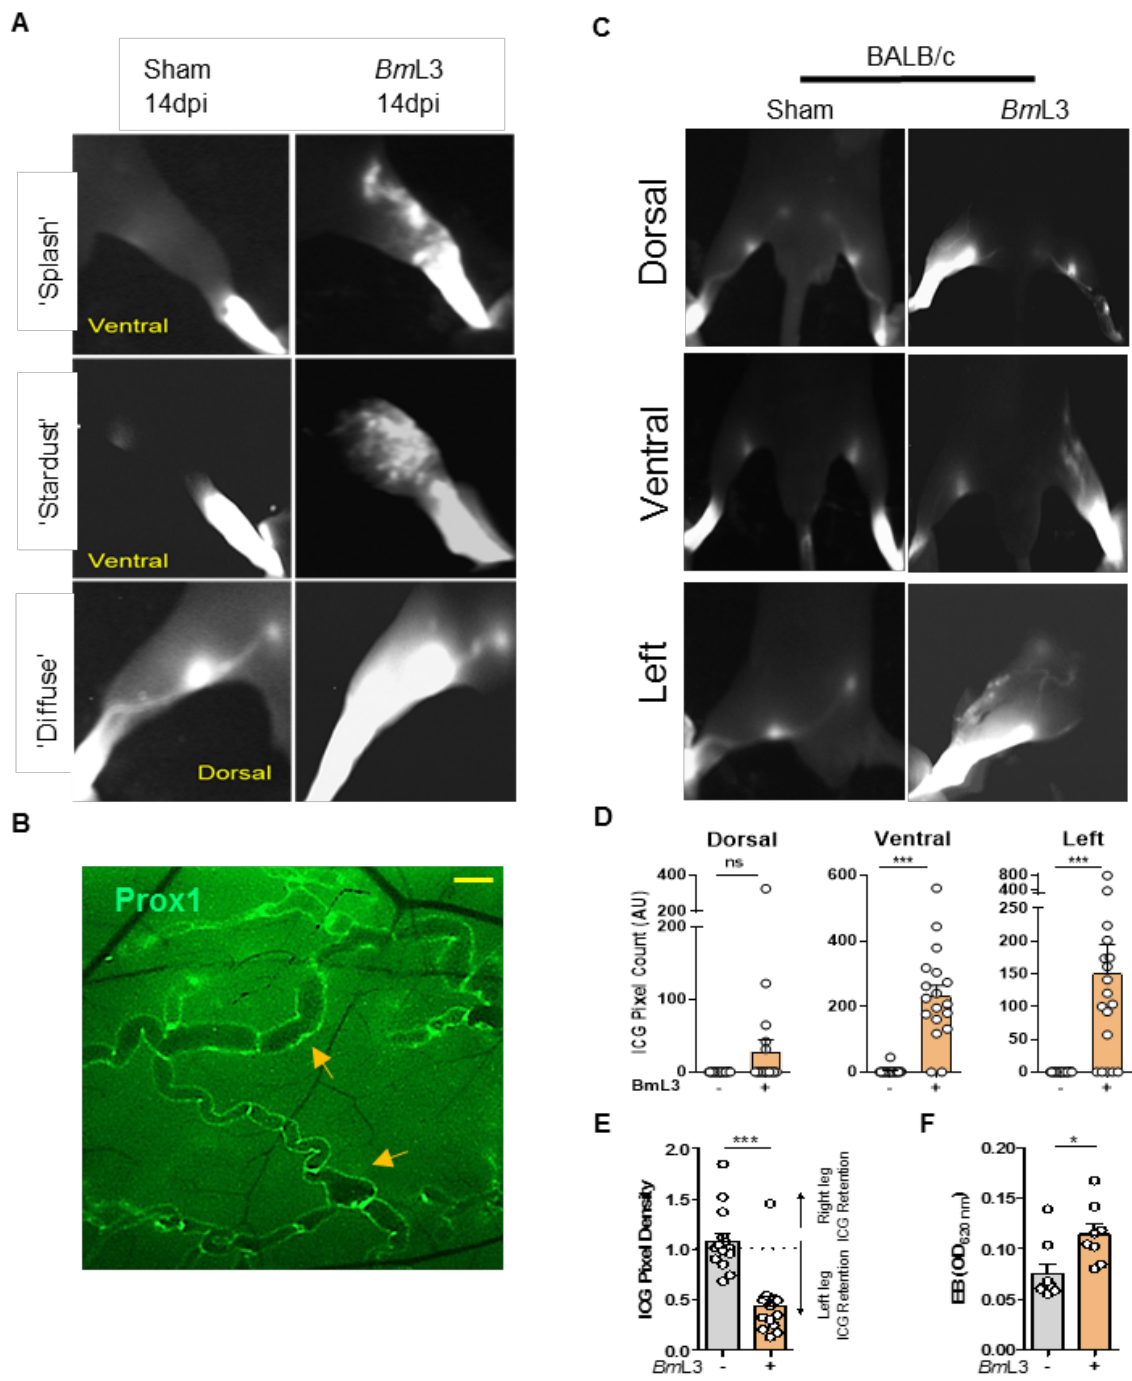 A
Sham
14dpi
BmL3
14dpi
'Splash'
Ventral
'Stardust'
Ventral
'Diffuse'
Dorsal
B
Prox1
C
BALB/c
Sham
BmL3
Dorsal
Ventral
Left
D
Dorsal
ns
ICG Pixel Count (AU)
400
200
200
100
0
BmL3
-
+
Ventral
***
600
400
200
0
-
+
Left
***
800
400
250
200
150
100
50
0
-
+
E
***
ICG Pixel Density
2.0
1.5
1.0
0.5
0.0
BmL3
-
+
Right leg
ICG Retention
Left leg
ICG Retention
F
*
EB (OD620 nm)
0.20
0.15
0.10
0.05
0.00
BmL3
-
+